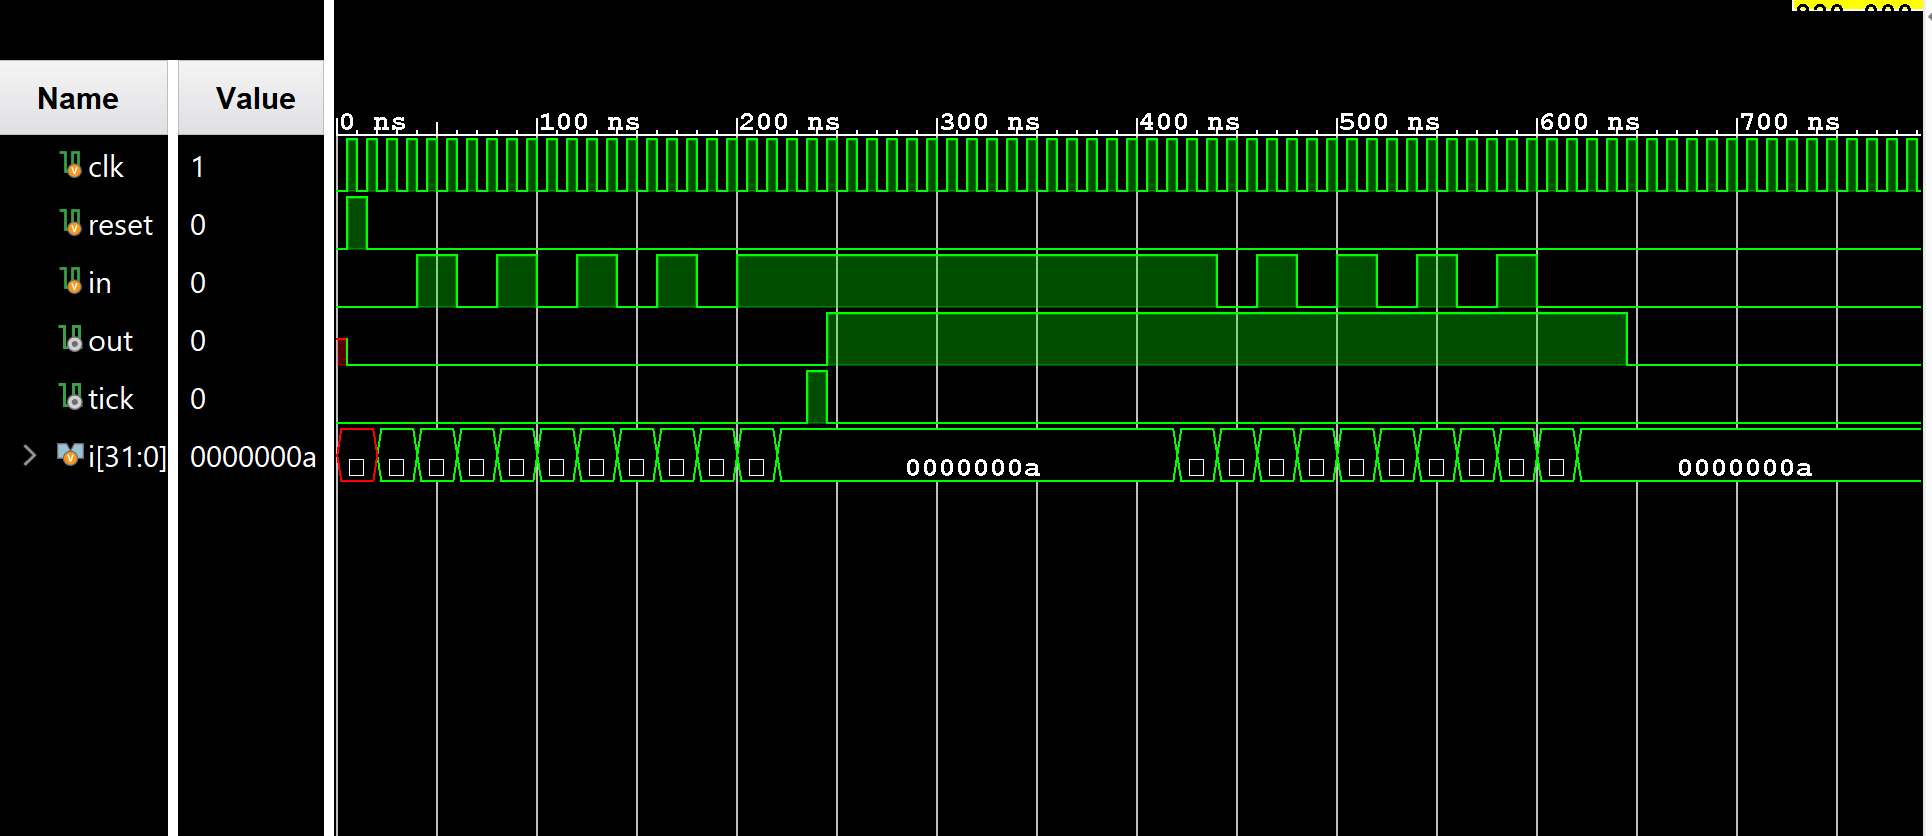 Name Value
0 ns 100 ns 200 ns 300 ns 400 ns 500 ns 600 ns 700 ns
clk 1
reset 0
in 0
out 0
tick 0
i[31:0] 0000000a 0000000a 0000000a